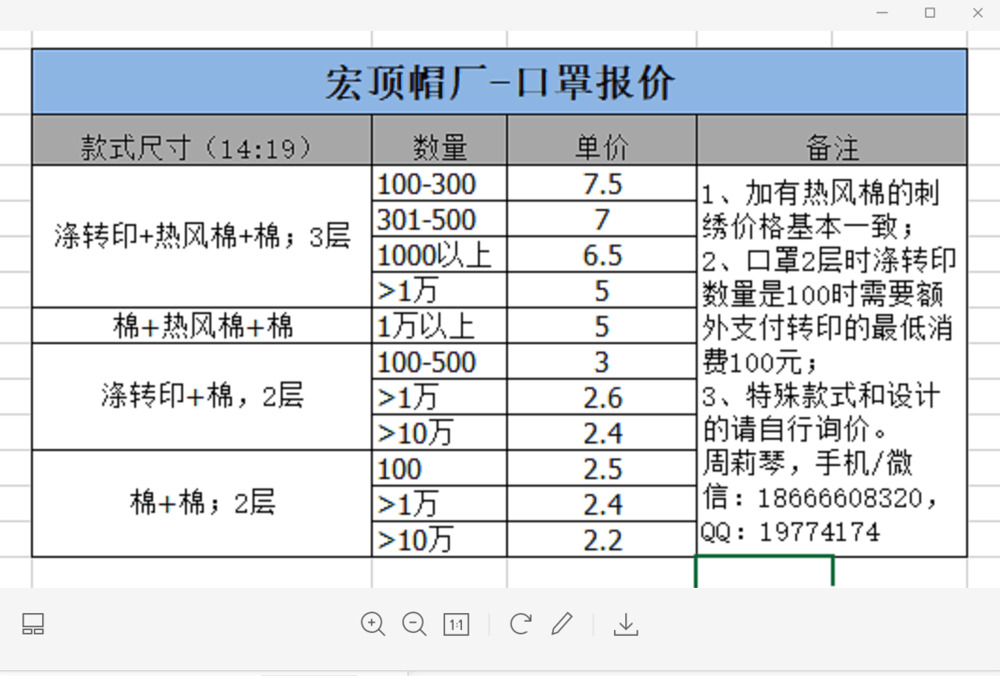 宏顶帽厂-口罩报价
款式尺寸（14:19） 数量 单价 备注
涤转印+热风棉+棉；3层
100-300 7.5
301-500 7
1000以上 6.5
>1万 5
棉+热风棉+棉 1万以上 5
涤转印+棉，2层
100-500 3
>1万 2.6
>10万 2.4
棉+棉；2层
100 2.5
>1万 2.4
>10万 2.2
1、加有热风棉的刺
绣价格基本一致；
2、口罩2层时涤转印
数量是100时需要额
外支付转印的最低消
费100元；
3、特殊款式和设计
的请自行询价。
周莉琴，手机/微
信：18666608320，
QQ：19774174
1:1